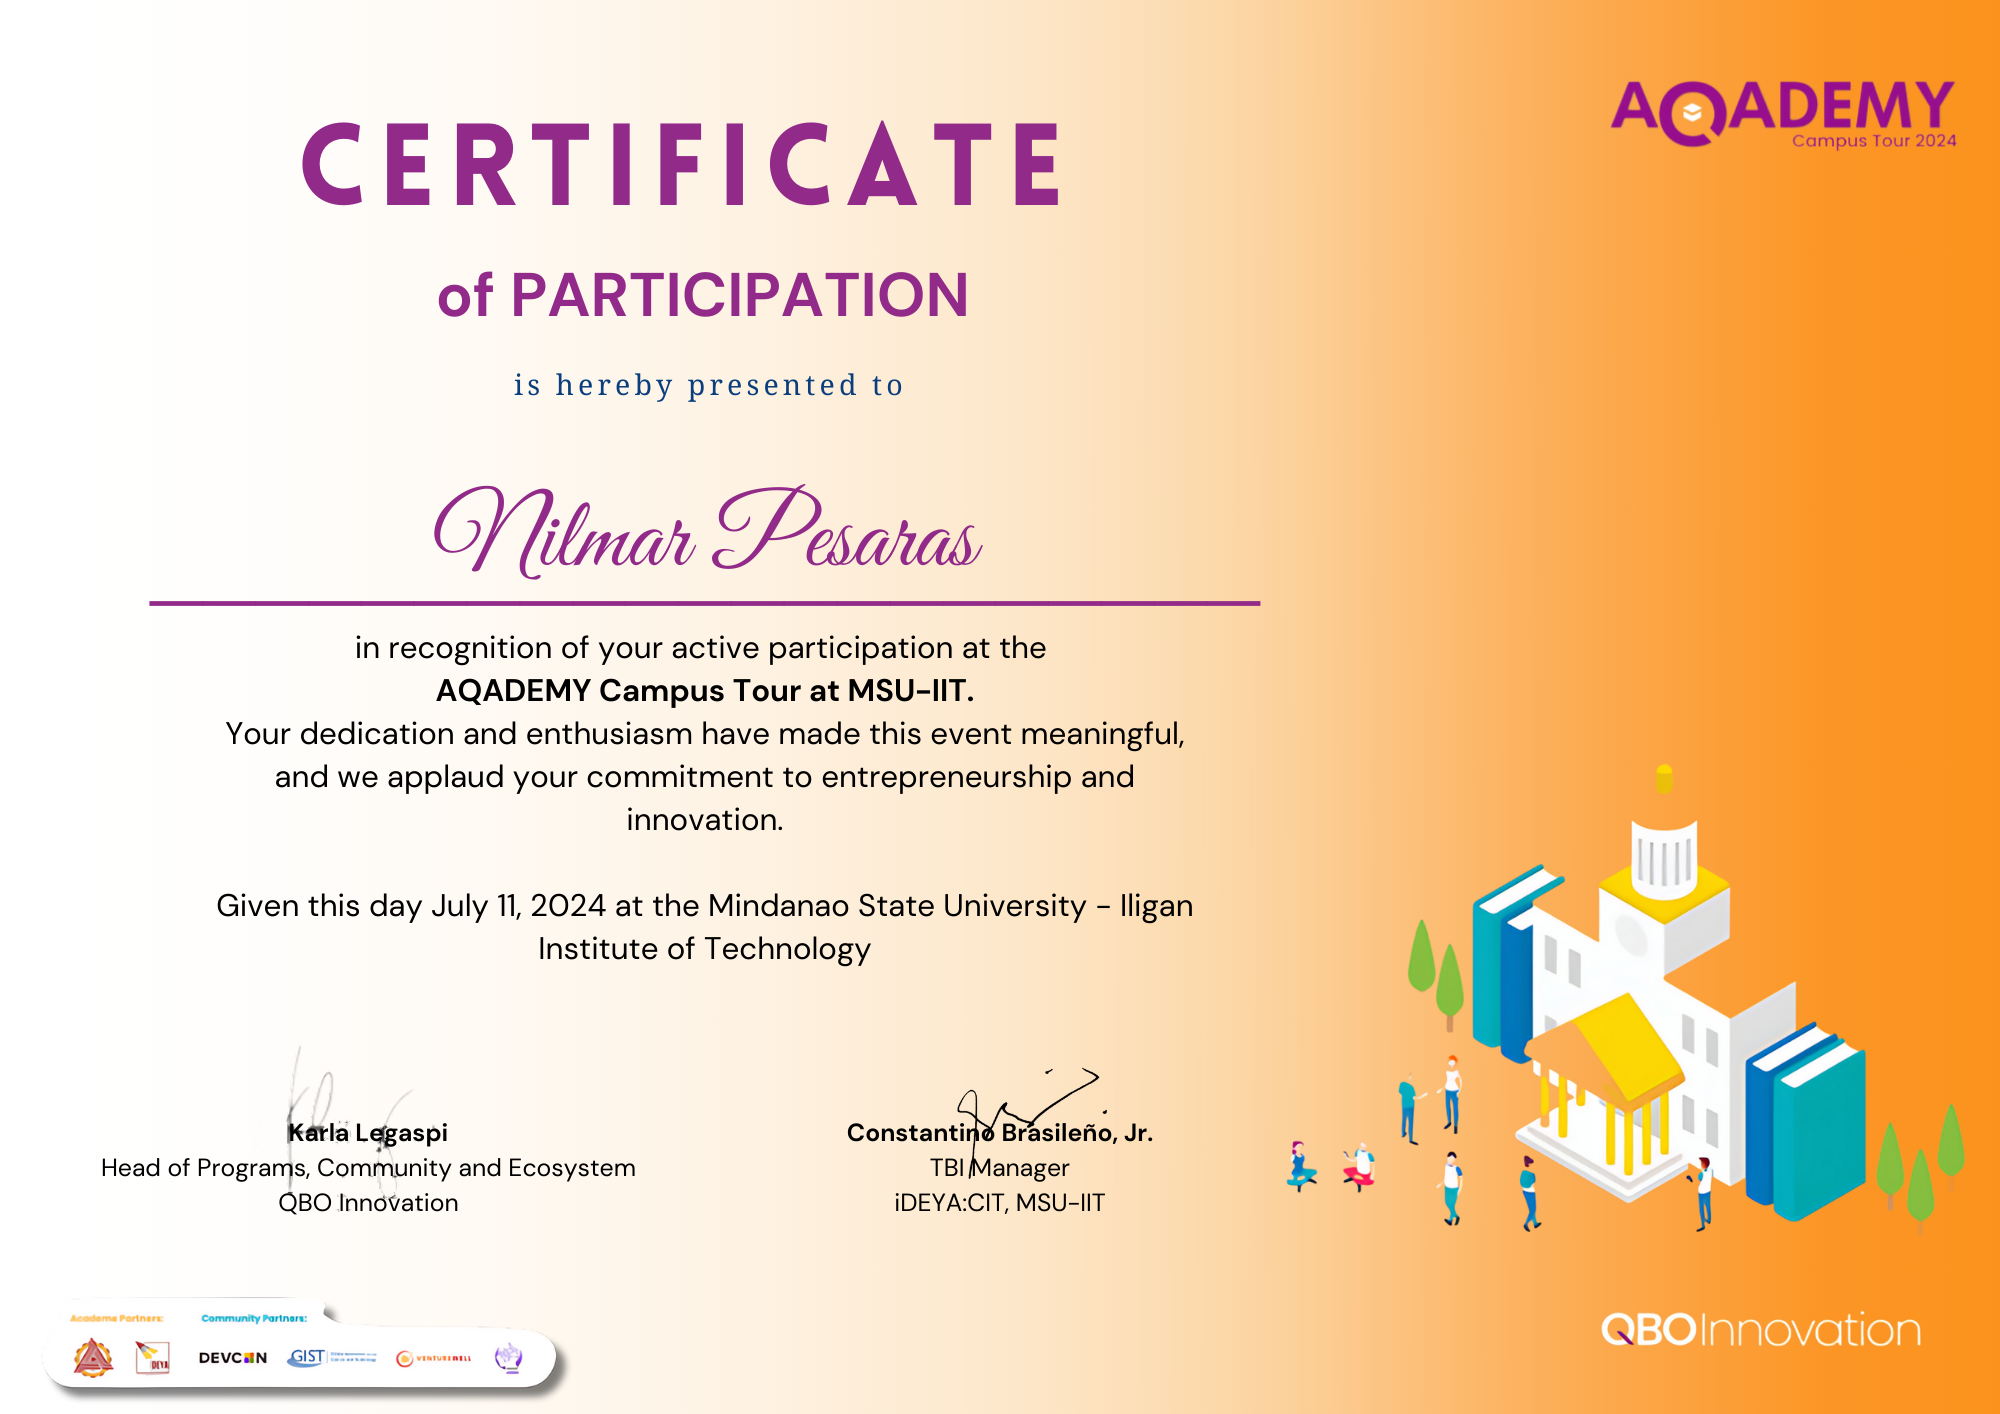 AQADEMY
Campus Tour 2024
CERTIFICATE
of PARTICIPATION
is hereby presented to
Nilmar Pesaras
in recognition of your active participation at the
AQADEMY Campus Tour at MSU-IIT.
Your dedication and enthusiasm have made this event meaningful,
and we applaud your commitment to entrepreneurship and
innovation.
Given this day July 11, 2024 at the Mindanao State University - Iligan
Institute of Technology
Karla Legaspi
Head of Programs, Community and Ecosystem
QBO Innovation
Constantino Brasileño, Jr.
TBI Manager
iDEYA:CIT, MSU-IIT
Academe Partners:
Community Partners:
DEYA
DEVCON
GIST
VENTUREWELL
QBOInnovation